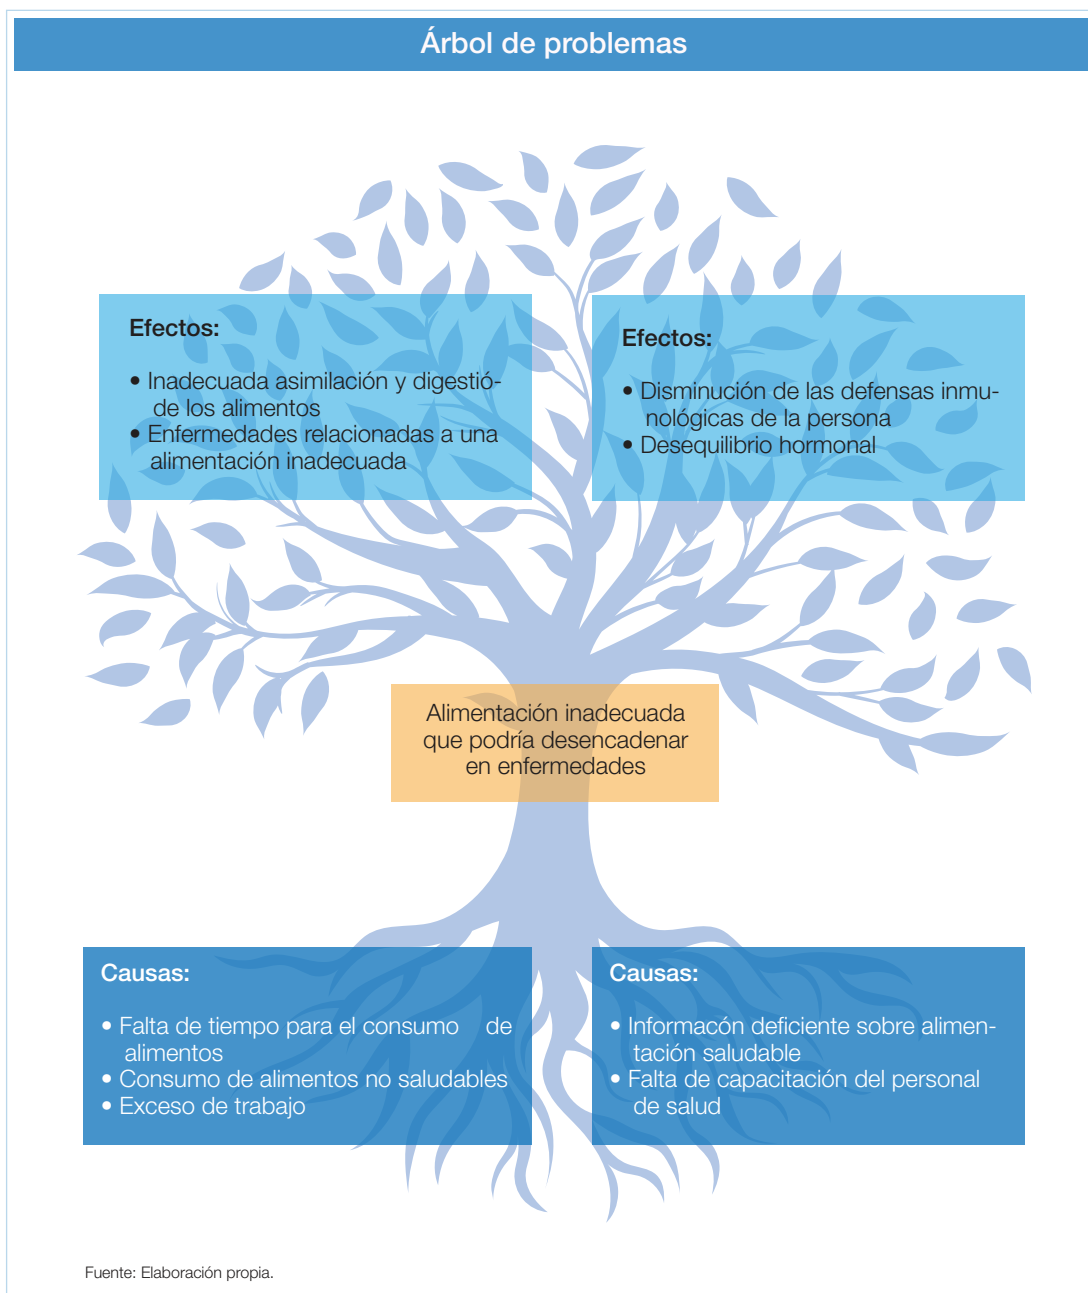 Árbol de problemas
Efectos:
• Inadecuada asimilación y digestió-
de los alimentos
• Enfermedades relacionadas a una
alimentación inadecuada
Efectos:
• Disminución de las defensas inmu-
nológicas de la persona
• Desequilibrio hormonal
Alimentación inadecuada
que podría desencadenar
en enfermedades
Causas:
• Falta de tiempo para el consumo de
alimentos
• Consumo de alimentos no saludables
• Exceso de trabajo
Causas:
• Informacón deficiente sobre alimen-
tación saludable
• Falta de capacitación del personal
de salud
Fuente: Elaboración propia.